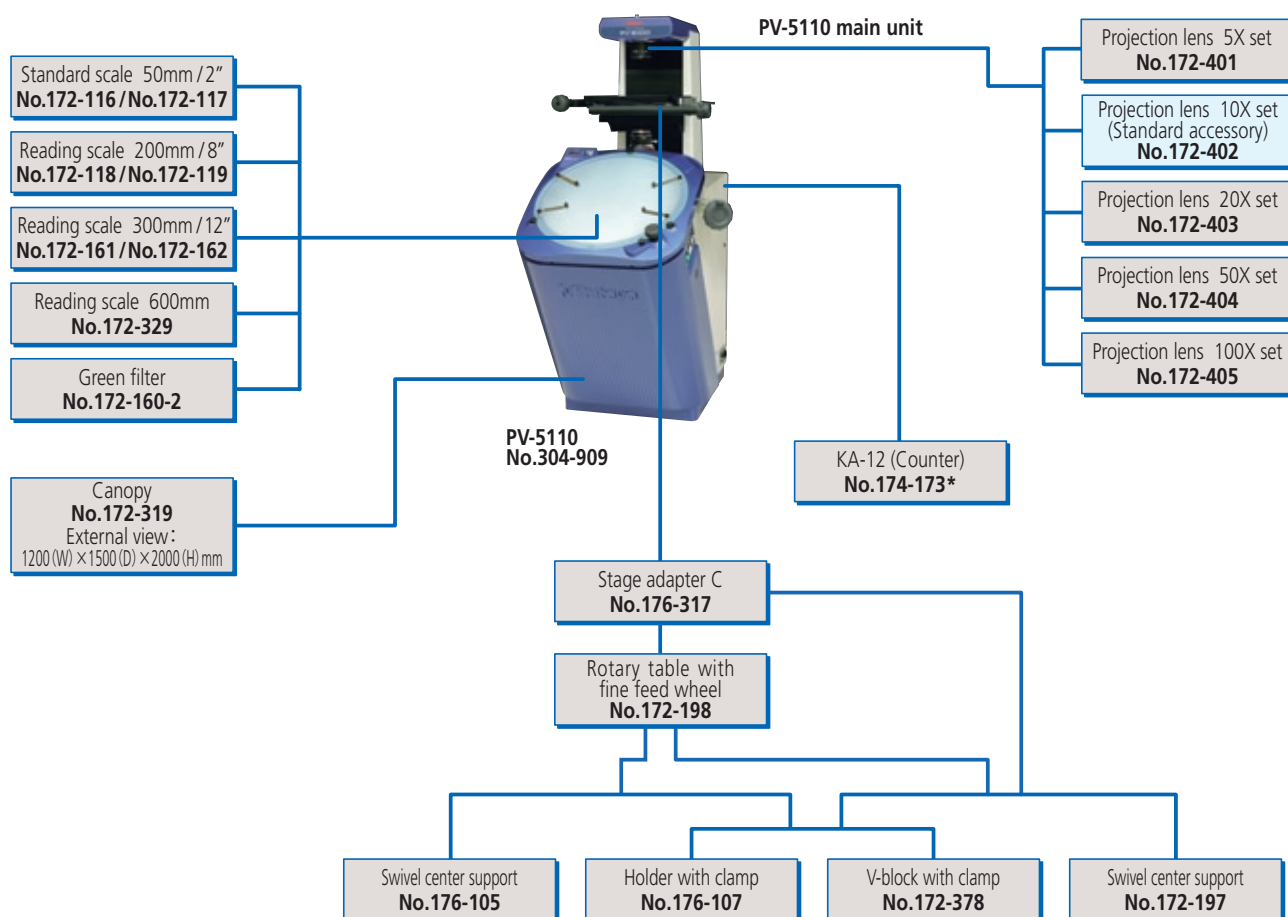 PV-5110 main unit
Standard scale 50mm/2”
No.172-116/No.172-117
Reading scale 200mm/8”
No.172-118/No.172-119
Reading scale 300mm/12”
No.172-161/No.172-162
Reading scale 600mm
No.172-329
Green filter
No.172-160-2
Canopy
No.172-319
External view:
1200(W)×1500(D)×2000(H)mm
Projection lens 5X set
No.172-401
Projection lens 10X set
(Standard accessory)
No.172-402
Projection lens 20X set
No.172-403
Projection lens 50X set
No.172-404
Projection lens 100X set
No.172-405
Mitutoyo
PV-5110
No.304-909
KA-12 (Counter)
No.174-173*
Stage adapter C
No.176-317
Rotary table with
fine feed wheel
No.172-198
Swivel center support
No.176-105
Holder with clamp
No.176-107
V-block with clamp
No.172-378
Swivel center support
No.172-197